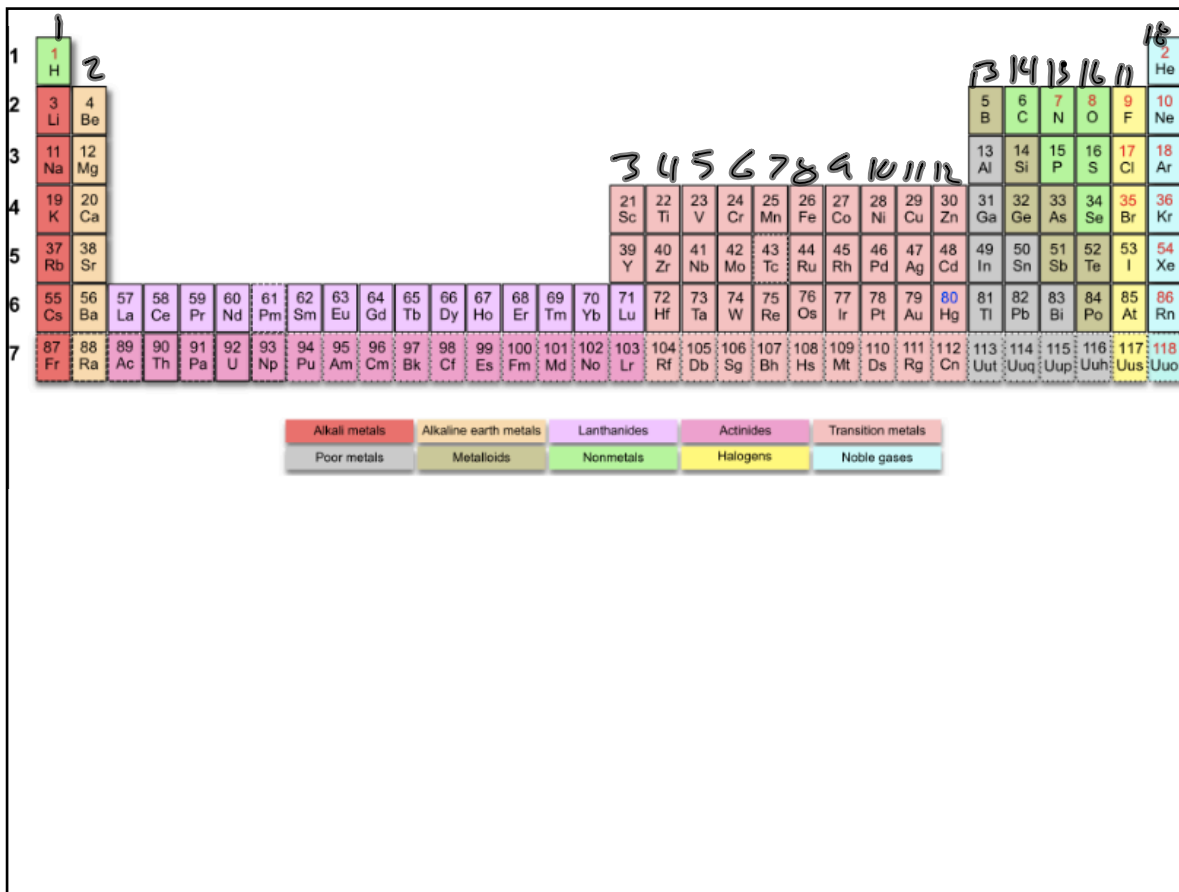 1 18
1 1 2
H 2 He
2 3 4 13 14 15 16 17 5 6 7 8 9 10
Li Be B C N O F Ne
3 11 12 13 14 15 16 17 18
Na Mg 3 4 5 6 7 8 9 10 11 12 Al Si P S Cl Ar
4 19 20 21 22 23 24 25 26 27 28 29 30 31 32 33 34 35 36
K Ca Sc Ti V Cr Mn Fe Co Ni Cu Zn Ga Ge As Se Br Kr
5 37 38 39 40 41 42 43 44 45 46 47 48 49 50 51 52 53 54
Rb Sr Y Zr Nb Mo Tc Ru Rh Pd Ag Cd In Sn Sb Te I Xe
6 55 56 57 58 59 60 61 62 63 64 65 66 67 68 69 70 71 72 73 74 75 76 77 78 79 80 81 82 83 84 85 86
Cs Ba La Ce Pr Nd Pm Sm Eu Gd Tb Dy Ho Er Tm Yb Lu Hf Ta W Re Os Ir Pt Au Hg Tl Pb Bi Po At Rn
7 87 88 89 90 91 92 93 94 95 96 97 98 99 100 101 102 103 104 105 106 107 108 109 110 111 112 113 114 115 116 117 118
Fr Ra Ac Th Pa U Np Pu Am Cm Bk Cf Es Fm Md No Lr Rf Db Sg Bh Hs Mt Ds Rg Cn Uut Uuq Uup Uuh Uus Uuo
Alkali metals Alkaline earth metals Lanthanides Actinides Transition metals
Poor metals Metalloids Nonmetals Halogens Noble gases